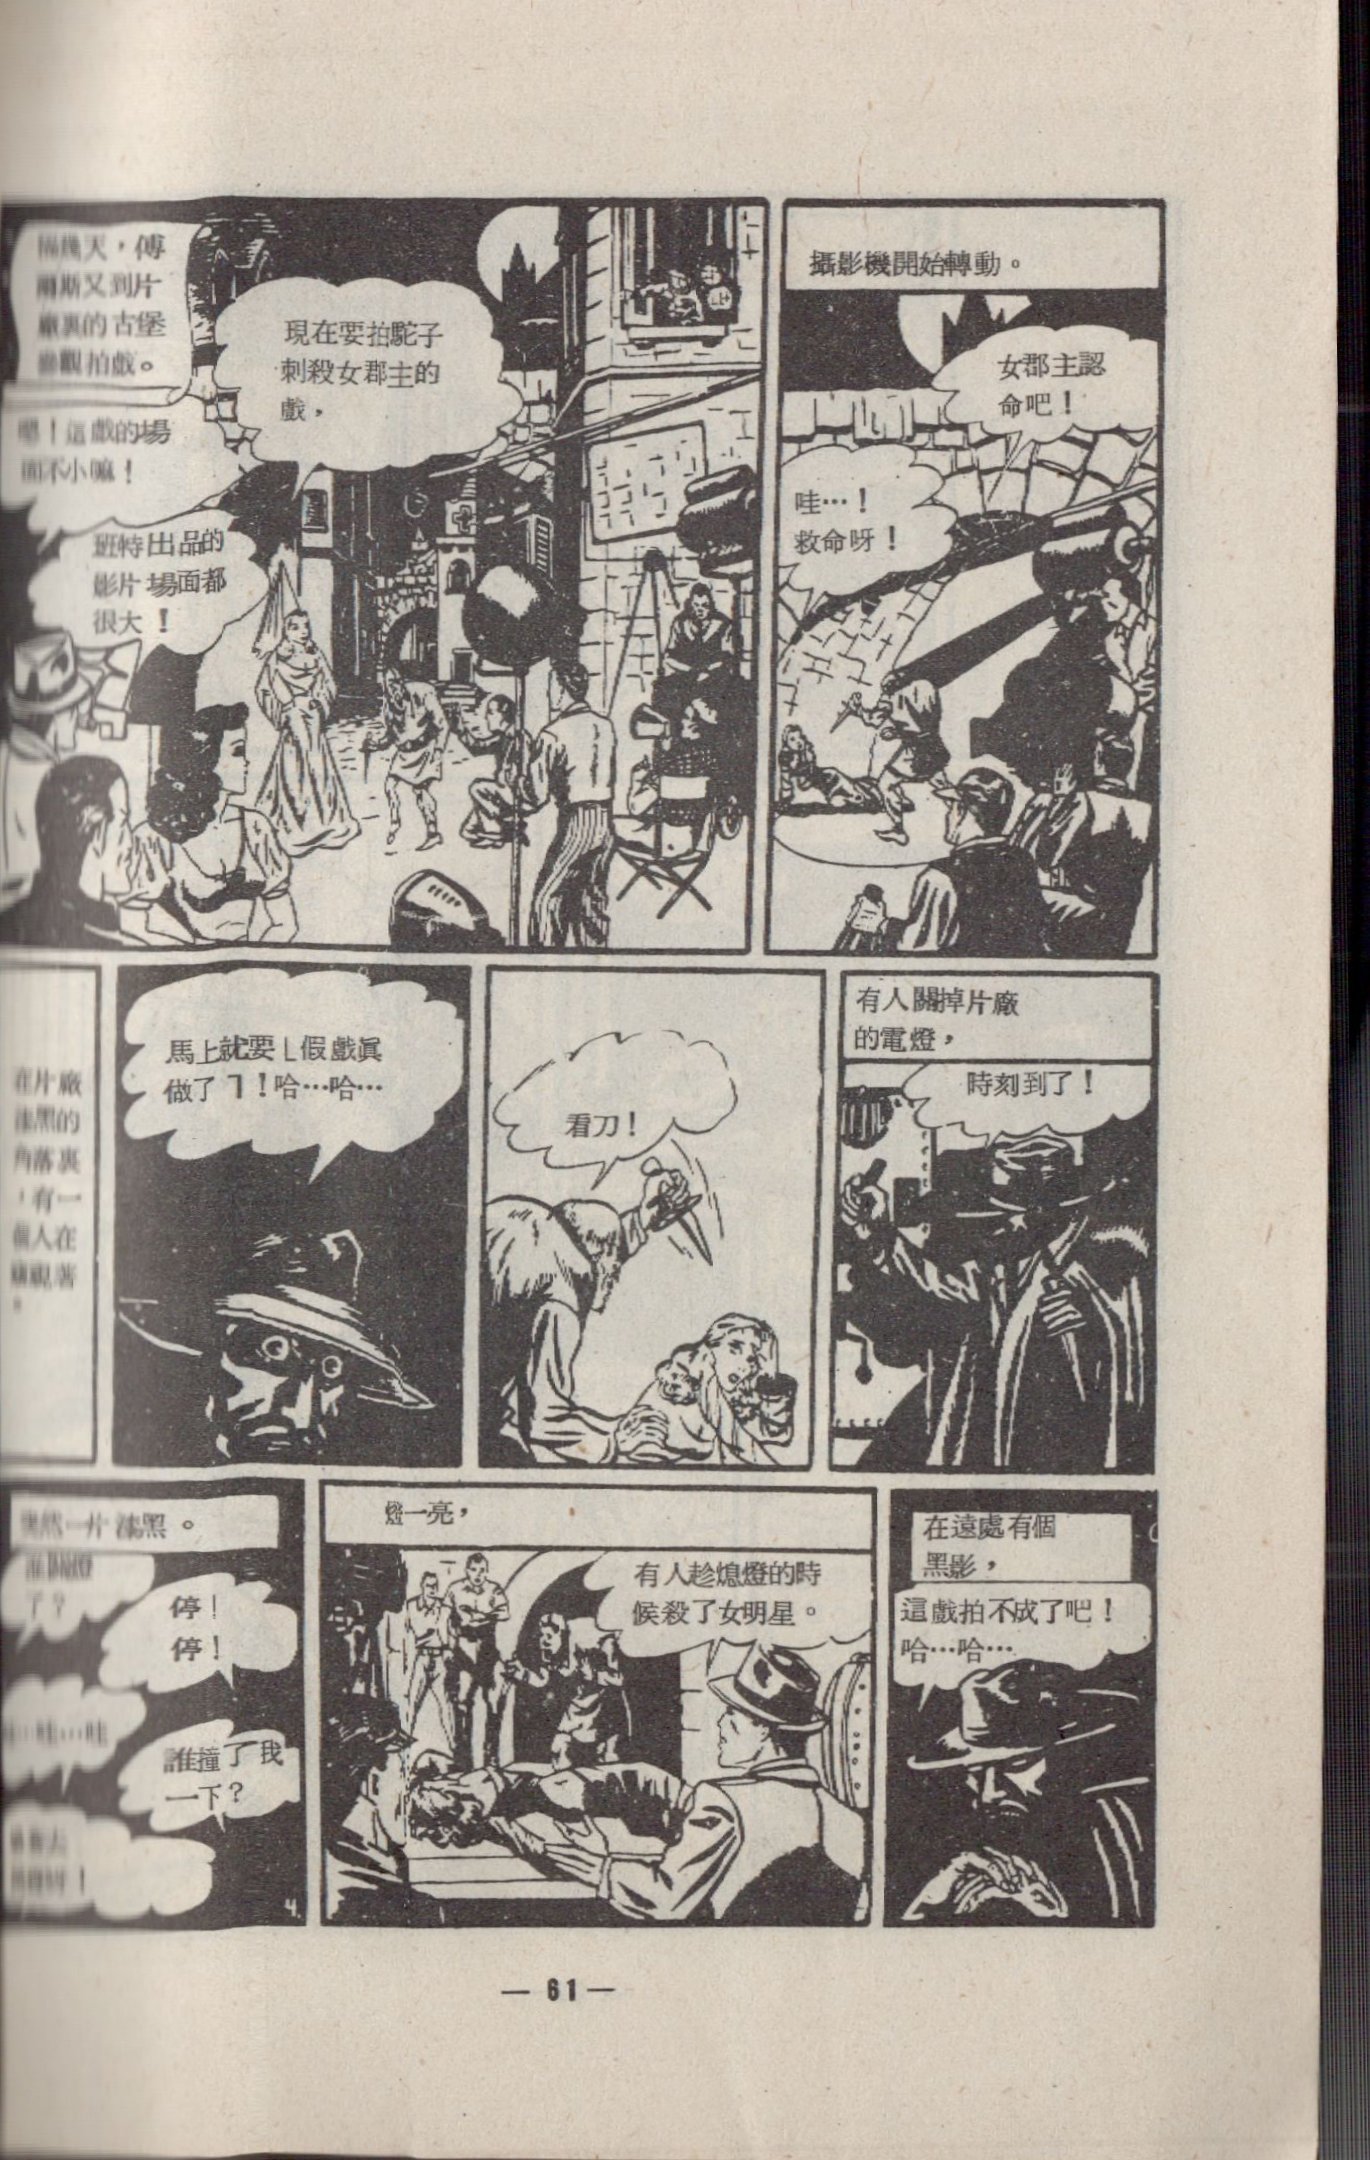 隔幾天，傅
爾斯又到片
廠裏的古堡
參觀拍戲。
！這戲的場
面不小嘛！
現在要拍駝子
刺殺女郡主的
戲，
班特出品的
影片場面都
很大！
攝影機開始轉動。
女郡主認
命吧！
哇…！
救命呀！
在片廠
漆黑的
角落裏
，有一
個人在
視著
。
馬上就要﹂假戲眞
做了﹁！哈…哈…
看刀！
有人關掉片廠
的電燈，
時刻到了！
突然一片漆黑。
了？
停！
停！
哇…哇
誰撞了我
一下？
！
4.
燈一亮，
有人趁熄燈的時
候殺了女明星。
在遠處有個
黑影，
這戲拍不成了吧！
哈…哈…
— 61 —